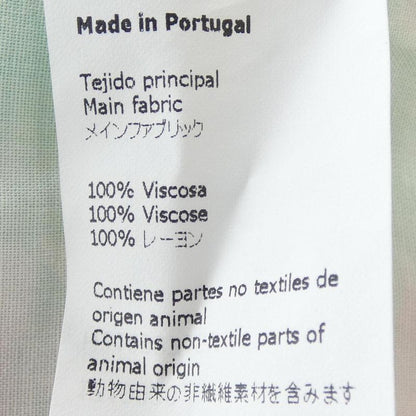 Made in Portugal
Tejido principal
Main fabric
メインファブリック
100% Viscosa
100% Viscose
100% レーヨン
Contiene partes no textiles de
origen animal
Contains non-textile parts of
animal origin
動物由来の非繊維素材を含みます